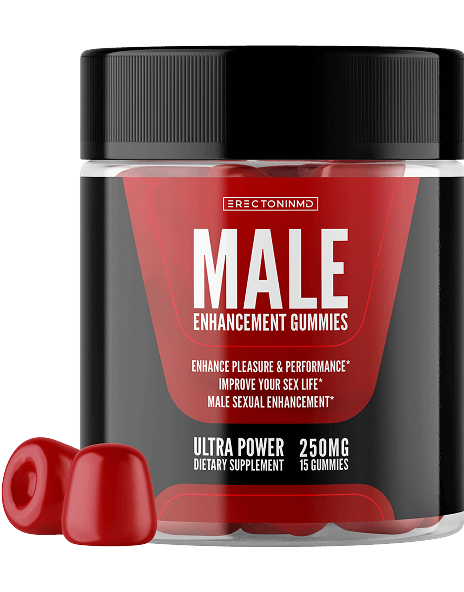 ERECTONINMD
MALE
ENHANCEMENT GUMMIES
ENHANCE PLEASURE & PERFORMANCE*
IMPROVE YOUR SEX LIFE*
MALE SEXUAL ENHANCEMENT*
ULTRA POWER 250MG
DIETARY SUPPLEMENT 15 GUMMIES